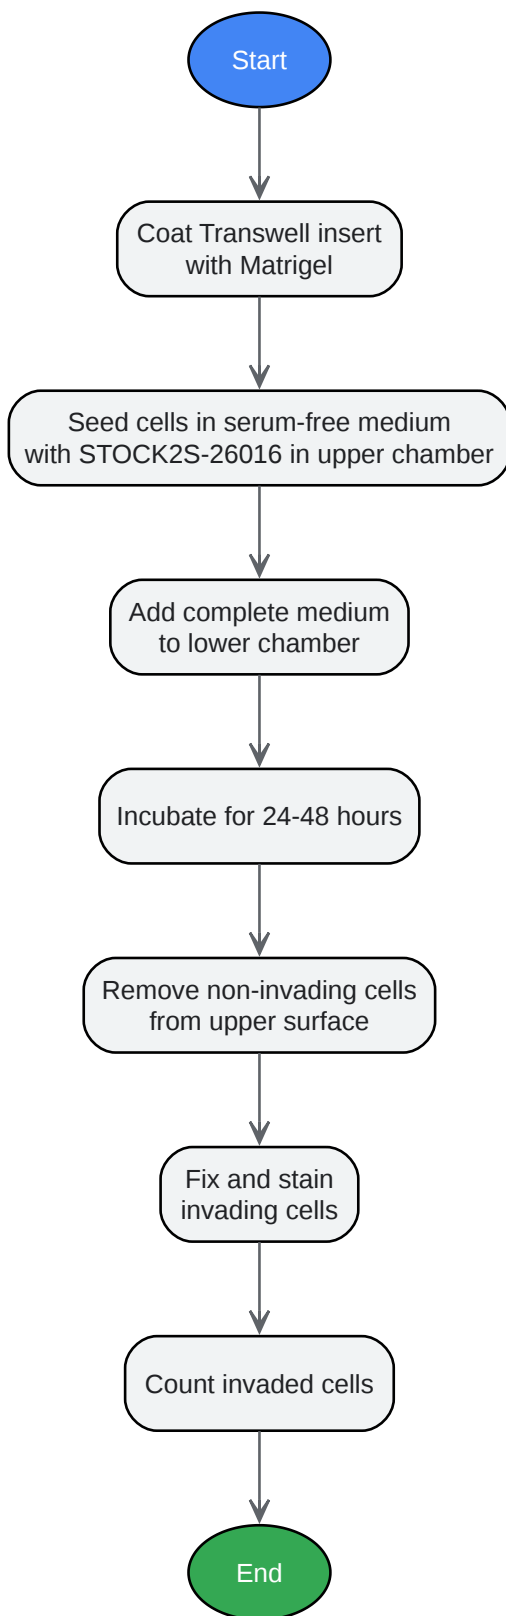 Start
Coat Transwell insert
with Matrigel
Seed cells in serum-free medium
with STOCK2S-26016 in upper chamber
Add complete medium
to lower chamber
Incubate for 24-48 hours
Remove non-invading cells
from upper surface
Fix and stain
invading cells
Count invaded cells
End